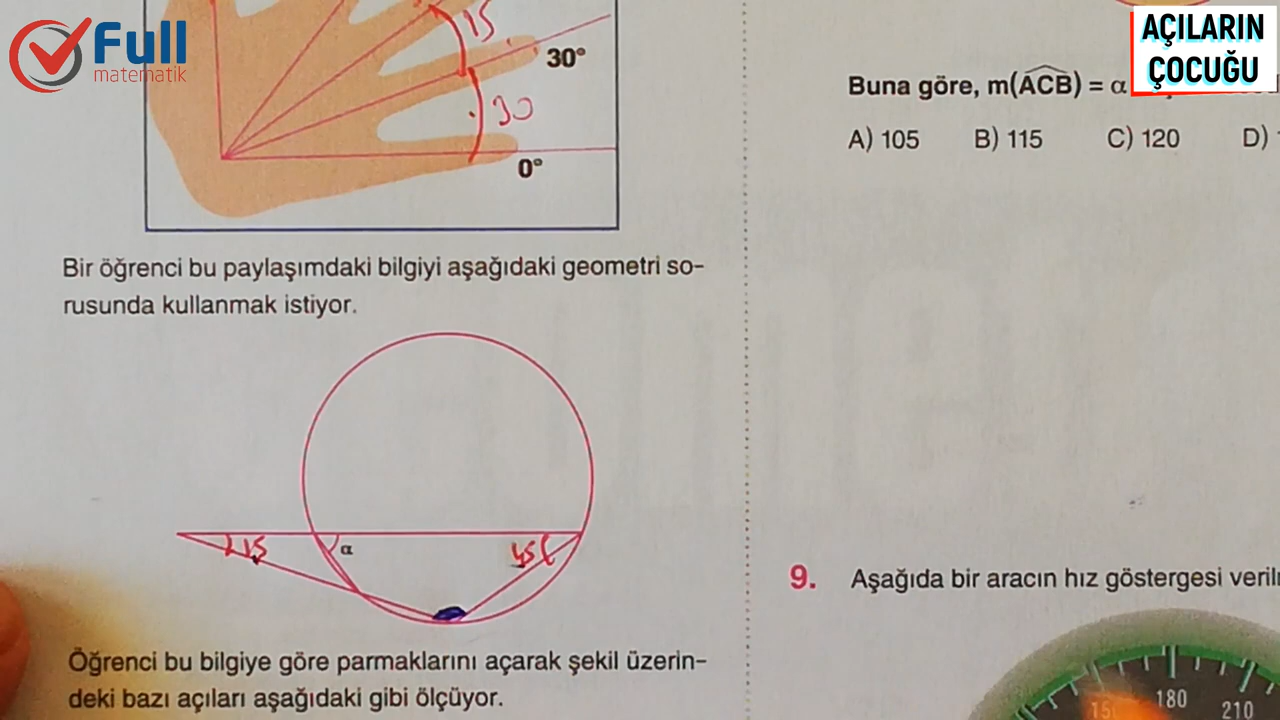 Full
matematik
15
30°
30
0°
Bir öğrenci bu paylaşımdaki bilgiyi aşağıdaki geometri so-
rusunda kullanmak istiyor.
15
α
45
Öğrenci bu bilgiye göre parmaklarını açarak şekil üzerin-
deki bazı açıları aşağıdaki gibi ölçüyor.
AÇILARIN
ÇOCUĞU
Buna göre, m(ACB) = α
A) 105 B) 115 C) 120 D)
9. Aşağıda bir aracın hız göstergesi
180
210